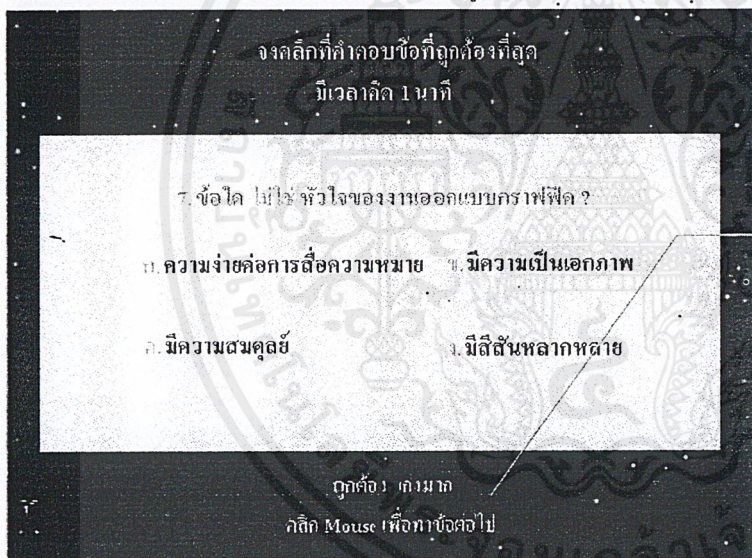 จงคลิกที่คำตอบข้อที่ถูกต้องที่สุด
มีเวลาคิด 1 นาที
7. ข้อใด ไม่ใช่ หัวใจของงานออกแบบกราฟฟิค ?
ก. ความง่ายต่อการสื่อความหมาย ข. มีความเป็นเอกภาพ
ค. มีความสมดุลย์ ง. มีสีสันหลากหลาย
ถูกต้อง เก่งมาก
คลิก Mouse เพื่อทำข้อต่อไป